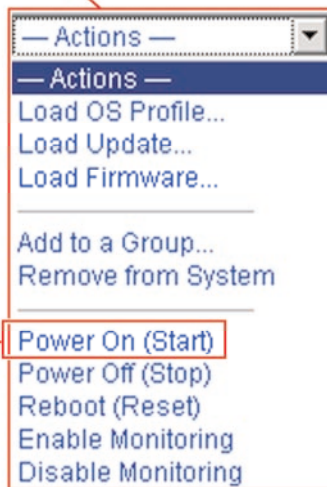 — Actions —
— Actions —
Load OS Profile...
Load Update...
Load Firmware...
Add to a Group...
Remove from System
Power On (Start)
Power Off (Stop)
Reboot (Reset)
Enable Monitoring
Disable Monitoring